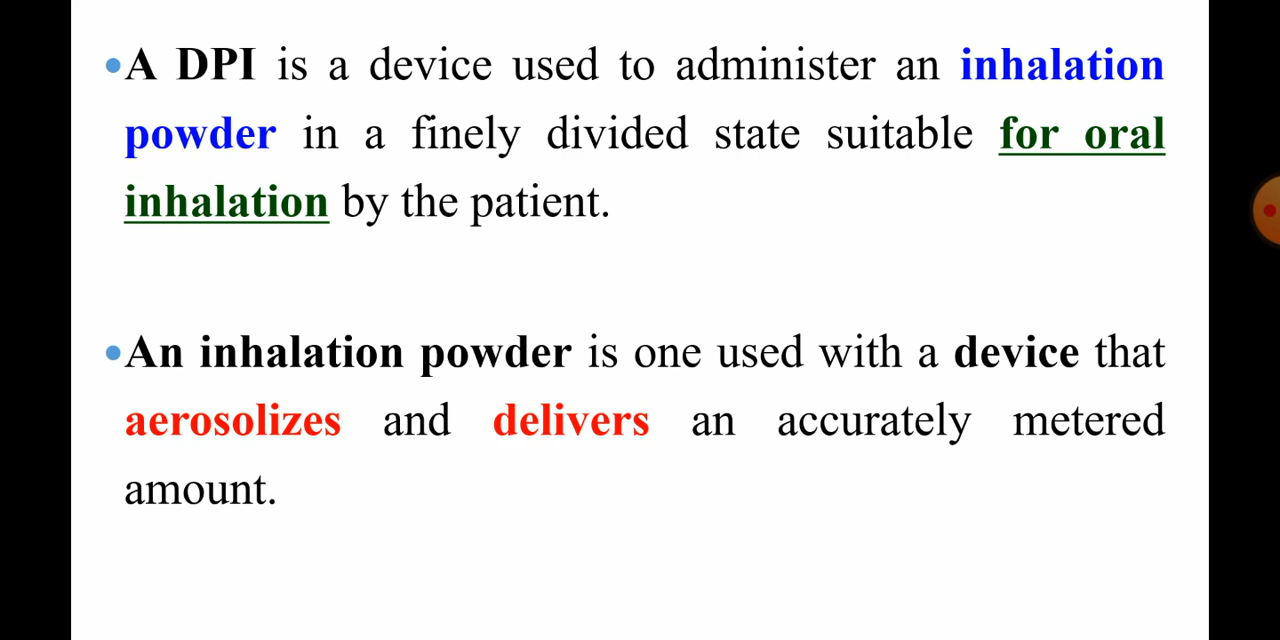 •A DPI is a device used to administer an inhalation
powder in a finely divided state suitable for oral
inhalation by the patient.
•An inhalation powder is one used with a device that
aerosolizes and delivers an accurately metered
amount.